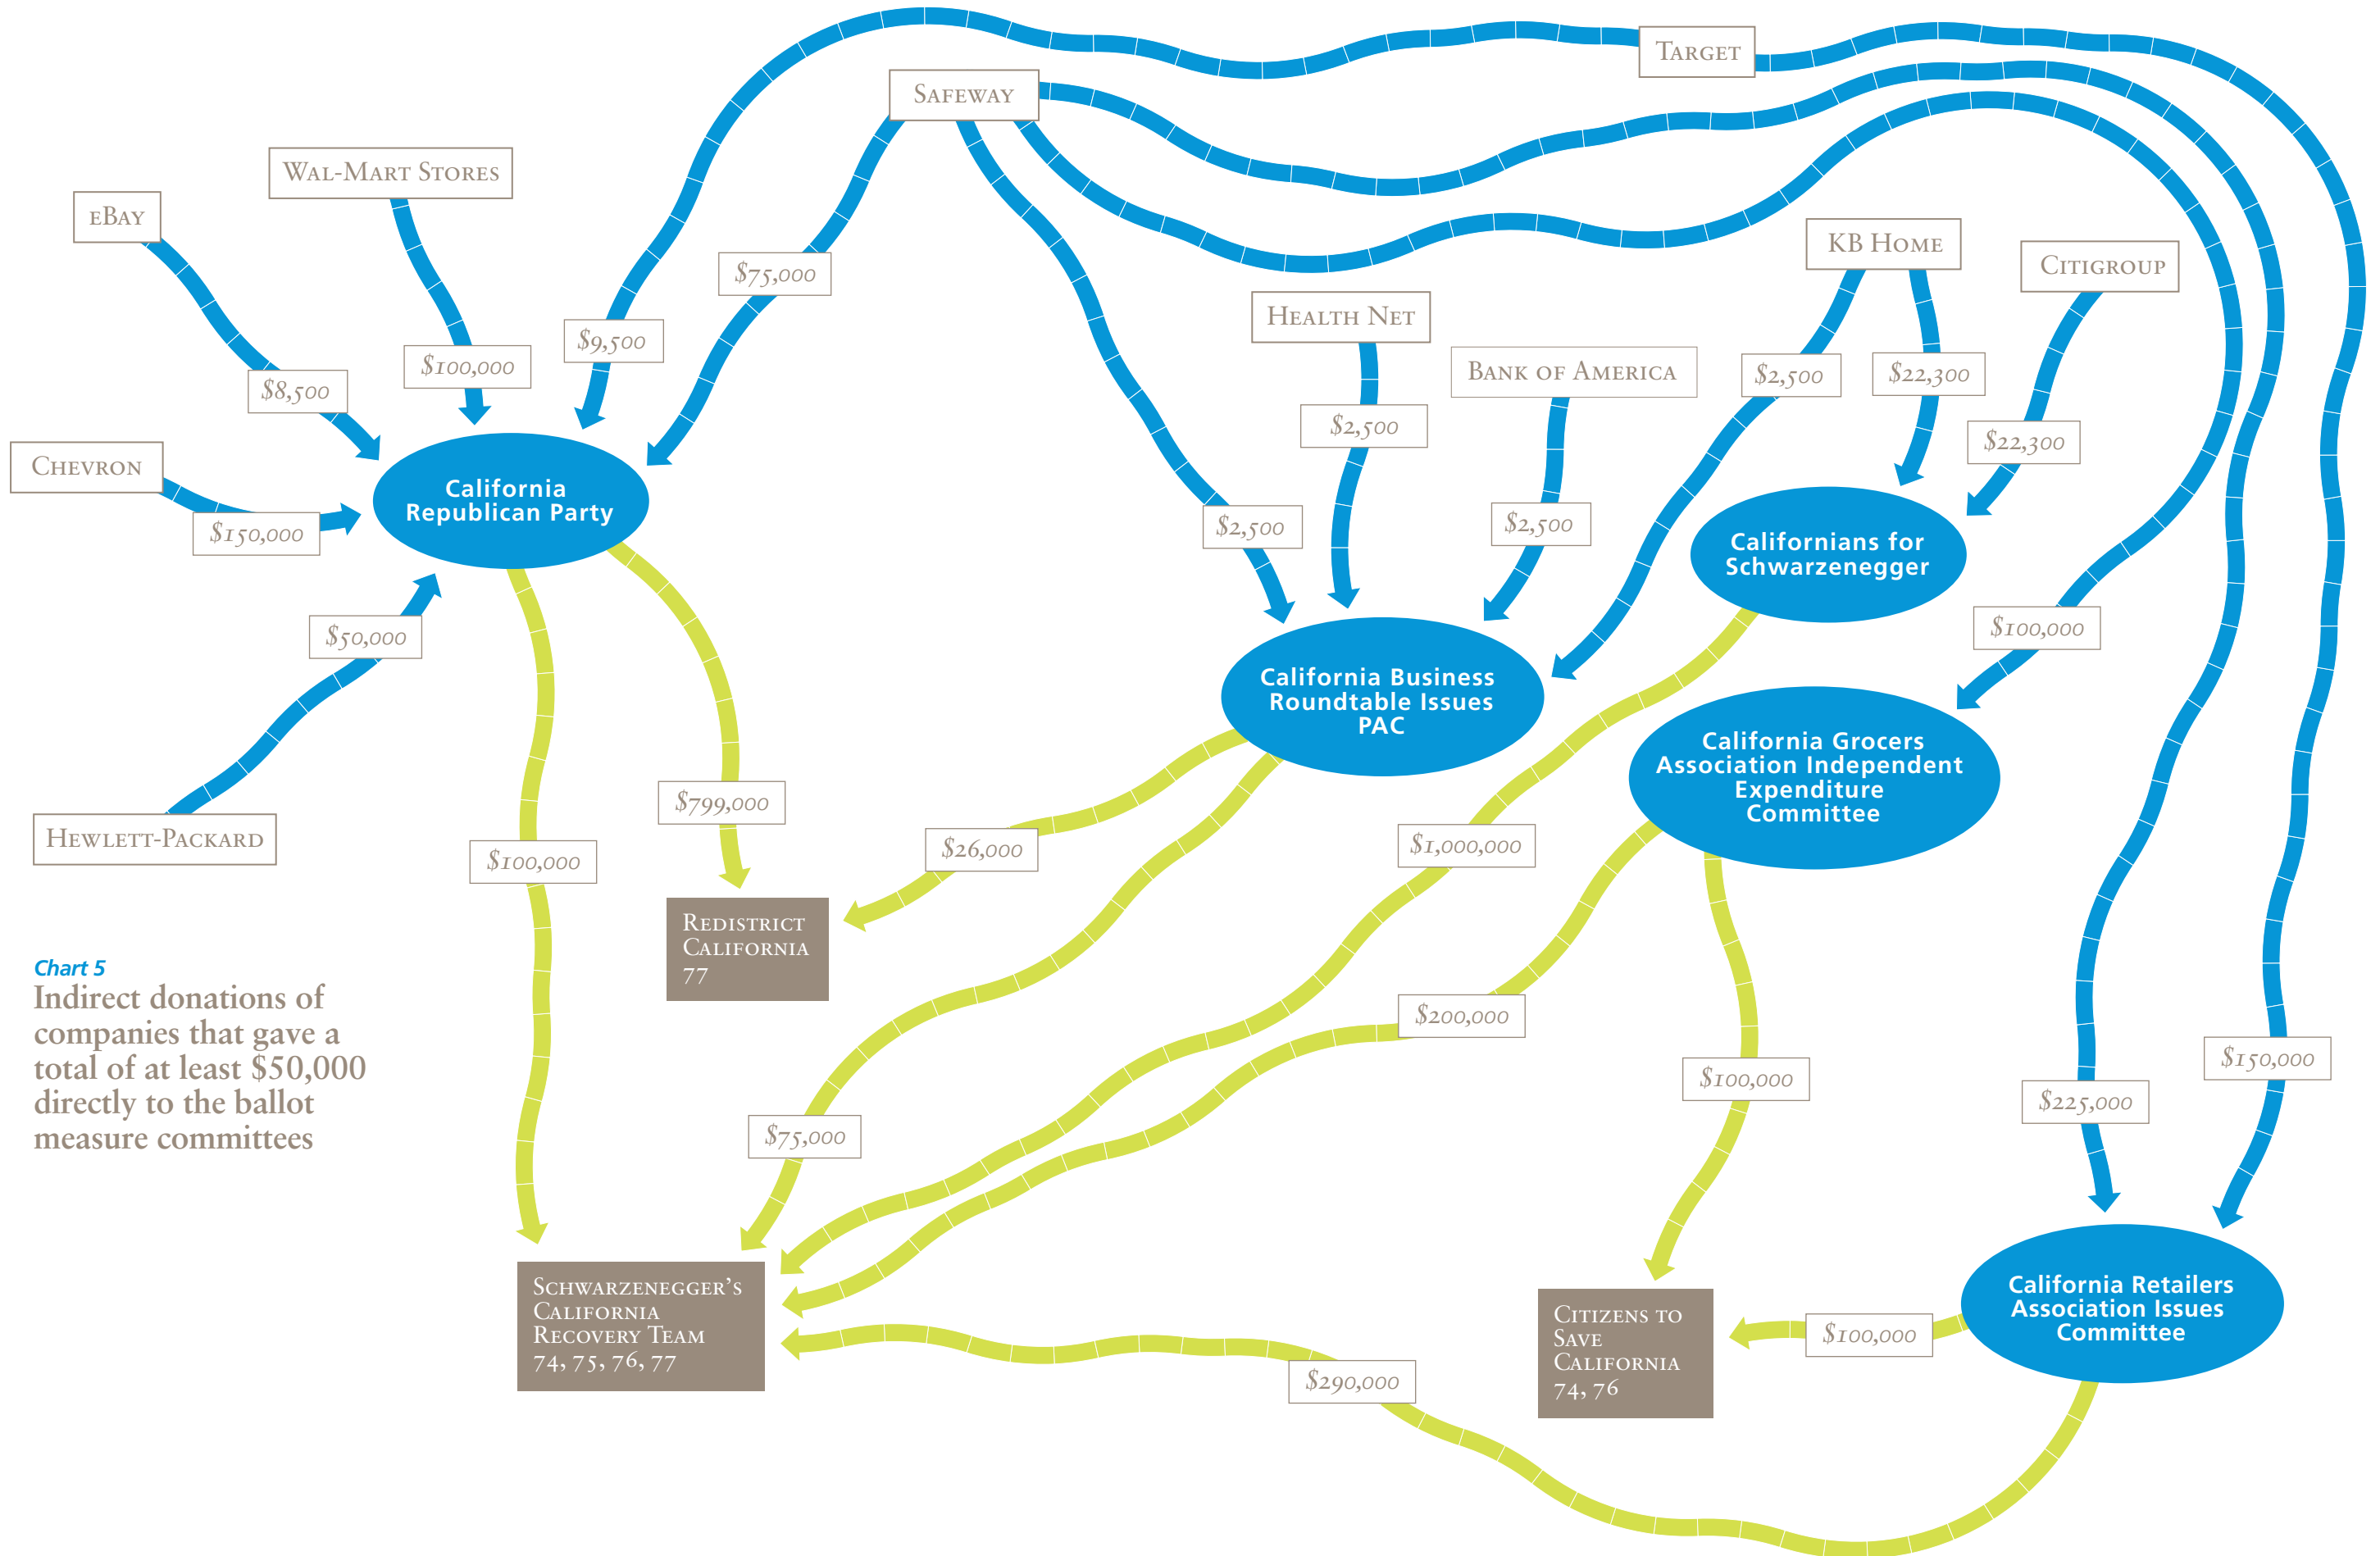 Target
Safeway
Wal-Mart Stores
eBay
KB Home
Citigroup
$75,000
Health Net
$9,500
$100,000
Bank of America
$2,500
$22,300
$8,500
$2,500
$22,300
Chevron
California
Republican Party
$150,000
$2,500
$2,500
Californians for
Schwarzenegger
$50,000
$100,000
California Business
Roundtable Issues
PAC
California Grocers
Association Independent
Expenditure
Committee
$799,000
Hewlett-Packard
$100,000
$26,000
$1,000,000
Redistrict
California
77
Chart 5
Indirect donations of
companies that gave a
total of at least $50,000
directly to the ballot
measure committees
$200,000
$150,000
$100,000
$225,000
$75,000
Schwarzenegger's
California
Recovery Team
74, 75, 76, 77
Citizens to
Save
California
74, 76
$100,000
California Retailers
Association Issues
Committee
$290,000